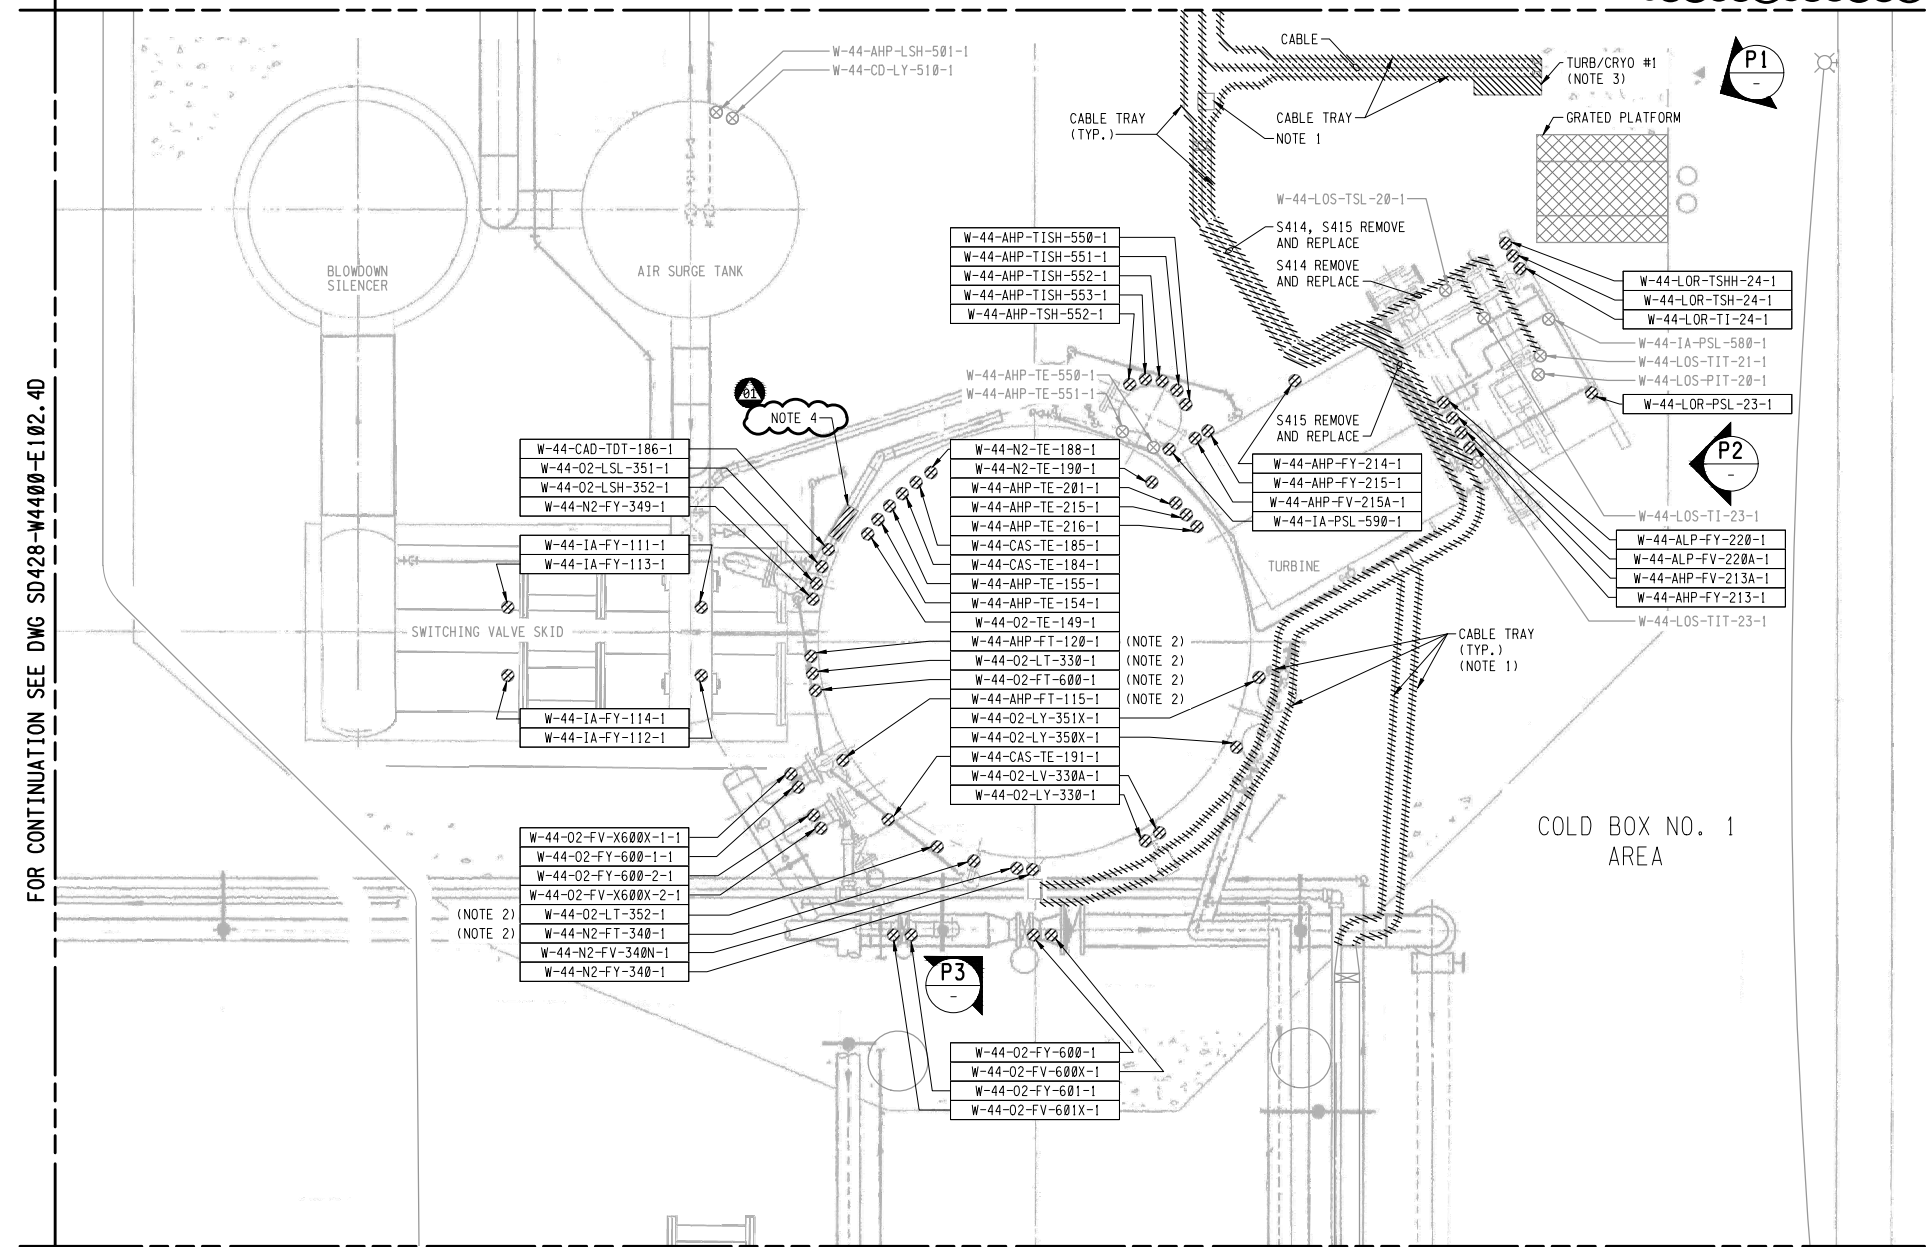 W-44-AHP-LSH-501-1
W-44-CD-LY-510-1
CABLE
TURB/CRYO #1
(NOTE 3)
P1
-
CABLE TRAY
(TYP.)
CABLE TRAY
NOTE 1
GRATED PLATFORM
W-44-LOS-TSL-20-1
S414, S415 REMOVE
AND REPLACE
S414 REMOVE
AND REPLACE
BLOWDOWN
SILENCER
AIR SURGE TANK
W-44-AHP-TISH-550-1
W-44-AHP-TISH-551-1
W-44-AHP-TISH-552-1
W-44-AHP-TISH-553-1
W-44-AHP-TSH-552-1
W-44-LOR-TSHH-24-1
W-44-LOR-TSH-24-1
W-44-LOR-TI-24-1
W-44-IA-PSL-580-1
W-44-LOS-TIT-21-1
W-44-LOS-PIT-20-1
W-44-LOR-PSL-23-1
W-44-AHP-TE-550-1
W-44-AHP-TE-551-1
01
NOTE 4
S415 REMOVE
AND REPLACE
P2
-
FOR CONTINUATION SEE DWG SD428-W4400-E102.4D
W-44-CAD-TDT-186-1
W-44-O2-LSL-351-1
W-44-O2-LSH-352-1
W-44-N2-FY-349-1
W-44-IA-FY-111-1
W-44-IA-FY-113-1
SWITCHING VALVE SKID
W-44-IA-FY-114-1
W-44-IA-FY-112-1
W-44-N2-TE-188-1
W-44-N2-TE-190-1
W-44-AHP-TE-201-1
W-44-AHP-TE-215-1
W-44-AHP-TE-216-1
W-44-CAS-TE-185-1
W-44-CAS-TE-184-1
W-44-AHP-TE-155-1
W-44-AHP-TE-154-1
W-44-O2-TE-149-1
W-44-AHP-FT-120-1 (NOTE 2)
W-44-O2-LT-330-1 (NOTE 2)
W-44-O2-FT-600-1 (NOTE 2)
W-44-AHP-FT-115-1 (NOTE 2)
W-44-O2-LY-351X-1
W-44-O2-LY-350X-1
W-44-CAS-TE-191-1
W-44-O2-LV-330A-1
W-44-O2-LY-330-1
W-44-AHP-FY-214-1
W-44-AHP-FY-215-1
W-44-AHP-FV-215A-1
W-44-IA-PSL-590-1
TURBINE
W-44-LOS-TI-23-1
W-44-ALP-FY-220-1
W-44-ALP-FV-220A-1
W-44-AHP-FV-213A-1
W-44-AHP-FY-213-1
W-44-LOS-TIT-23-1
CABLE TRAY
(TYP.)
(NOTE 1)
COLD BOX NO. 1
AREA
W-44-O2-FV-X600X-1-1
W-44-O2-FY-600-1-1
W-44-O2-FY-600-2-1
W-44-O2-FV-X600X-2-1
(NOTE 2) W-44-O2-LT-352-1
(NOTE 2) W-44-N2-FT-340-1
W-44-N2-FV-340N-1
W-44-N2-FY-340-1
P3
-
W-44-O2-FY-600-1
W-44-O2-FV-600X-1
W-44-O2-FY-601-1
W-44-O2-FV-601X-1